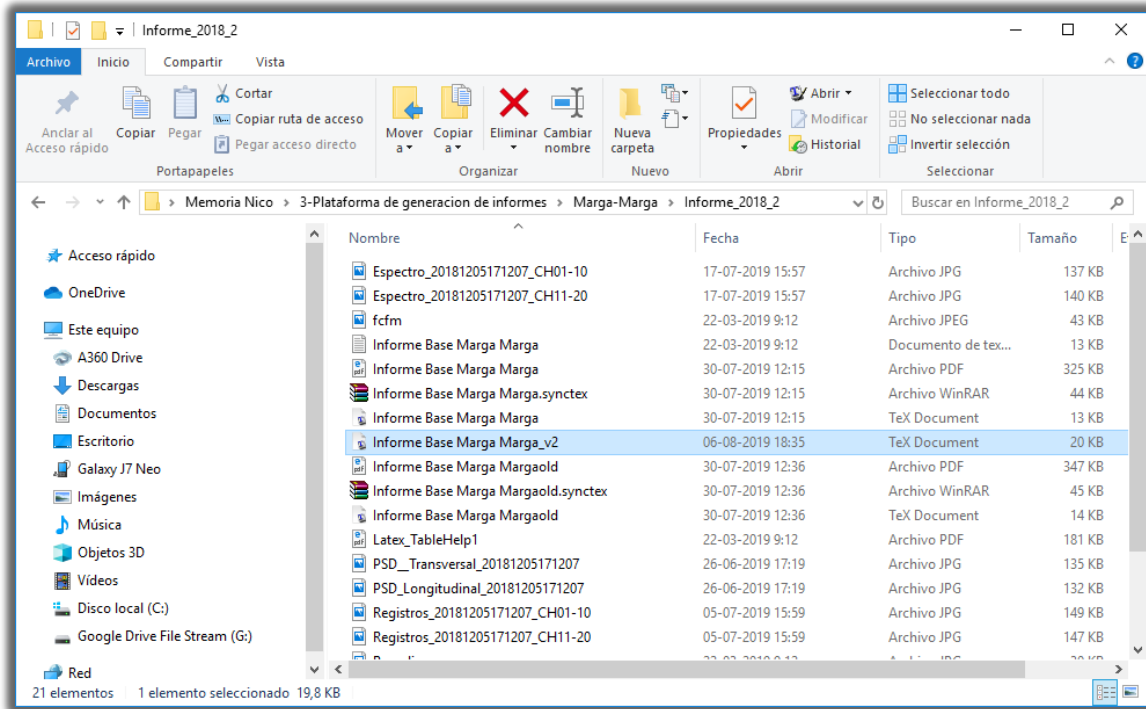 Informe_2018_2
Archivo Inicio Compartir Vista
Anclar al Acceso rápido
Copiar
Pegar
Cortar
Copiar ruta de acceso
Pegar acceso directo
Portapapeles
Mover a
Copiar a
Eliminar
Cambiar nombre
Organizar
Nueva carpeta
Nuevo
Propiedades
Abrir
Modificar
Historial
Abrir
Seleccionar todo
No seleccionar nada
Invertir selección
Seleccionar
Memoria Nico > 3-Plataforma de generacion de informes > Marga-Marga > Informe_2018_2
Buscar en Informe_2018_2
Acceso rápido
OneDrive
Este equipo
A360 Drive
Descargas
Documentos
Escritorio
Galaxy J7 Neo
Imágenes
Música
Objetos 3D
Vídeos
Disco local (C:)
Google Drive File Stream (G:)
Red
Nombre Fecha Tipo Tamaño
Espectro_20181205171207_CH01-10 17-07-2019 15:57 Archivo JPG 137 KB
Espectro_20181205171207_CH11-20 17-07-2019 15:57 Archivo JPG 140 KB
fcfm 22-03-2019 9:12 Archivo JPEG 43 KB
Informe Base Marga Marga 22-03-2019 9:12 Documento de tex... 13 KB
Informe Base Marga Marga 30-07-2019 12:15 Archivo PDF 325 KB
Informe Base Marga Marga.synctex 30-07-2019 12:15 Archivo WinRAR 44 KB
Informe Base Marga Marga 30-07-2019 12:15 TeX Document 13 KB
Informe Base Marga Marga_v2 06-08-2019 18:35 TeX Document 20 KB
Informe Base Marga Margaold 30-07-2019 12:36 Archivo PDF 347 KB
Informe Base Marga Margaold.synctex 30-07-2019 12:36 Archivo WinRAR 45 KB
Informe Base Marga Margaold 30-07-2019 12:36 TeX Document 14 KB
Latex_TableHelp1 22-03-2019 9:12 Archivo PDF 181 KB
PSD__Transversal_20181205171207 26-06-2019 17:19 Archivo JPG 135 KB
PSD_Longitudinal_20181205171207 26-06-2019 17:19 Archivo JPG 132 KB
Registros_20181205171207_CH01-10 05-07-2019 15:59 Archivo JPG 149 KB
Registros_20181205171207_CH11-20 05-07-2019 15:59 Archivo JPG 147 KB
21 elementos 1 elemento seleccionado 19,8 KB